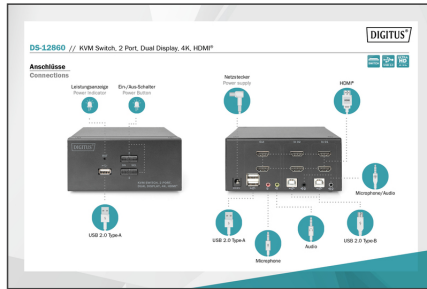 DIGITUS®
DS-12860 // KVM Switch, 2 Port, Dual Display, 4K, HDMI®
Anschlüsse
Connections
Leistungsanzeige
Power Indicator
Ein-/Aus-Schalter
Power Button
Netzstecker
Power supply
HDMI®
USB 2.0 Type-A
USB 2.0 Type-A
Microphone
Audio
USB 2.0 Type-B
Microphone/Audio